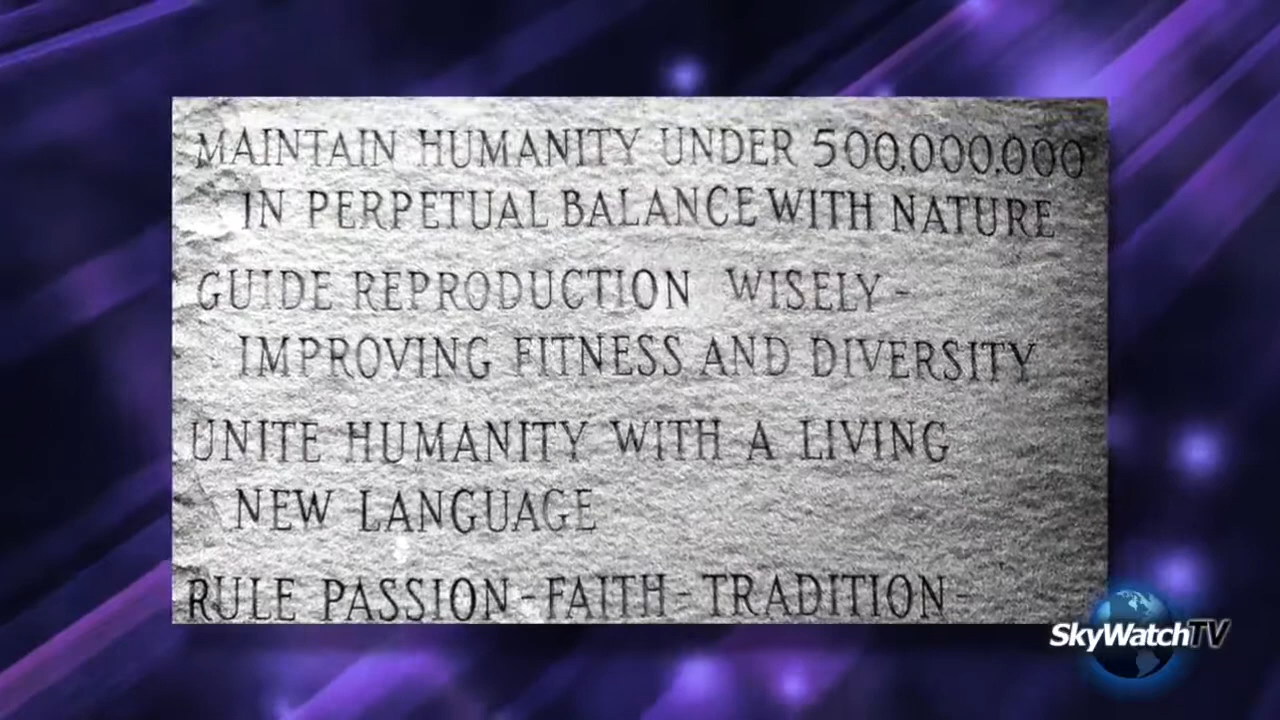 MAINTAIN HUMANITY UNDER 500,000,000
IN PERPETUAL BALANCE WITH NATURE
GUIDE REPRODUCTION WISELY -
IMPROVING FITNESS AND DIVERSITY
UNITE HUMANITY WITH A LIVING
NEW LANGUAGE
RULE PASSION - FAITH - TRADITION -
SkyWatchTV